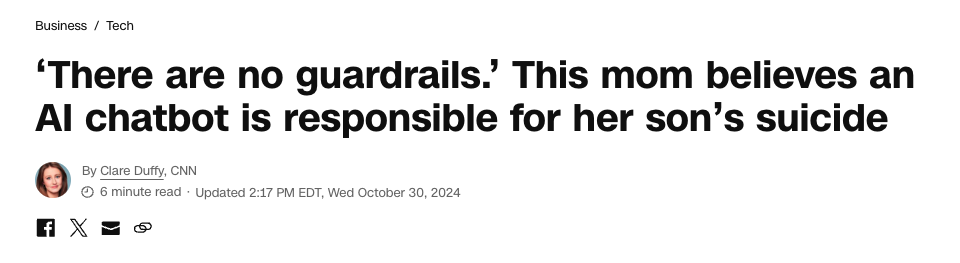 Business / Tech
‘There are no guardrails.’ This mom believes an
AI chatbot is responsible for her son’s suicide
By Clare Duffy, CNN
6 minute read · Updated 2:17 PM EDT, Wed October 30, 2024